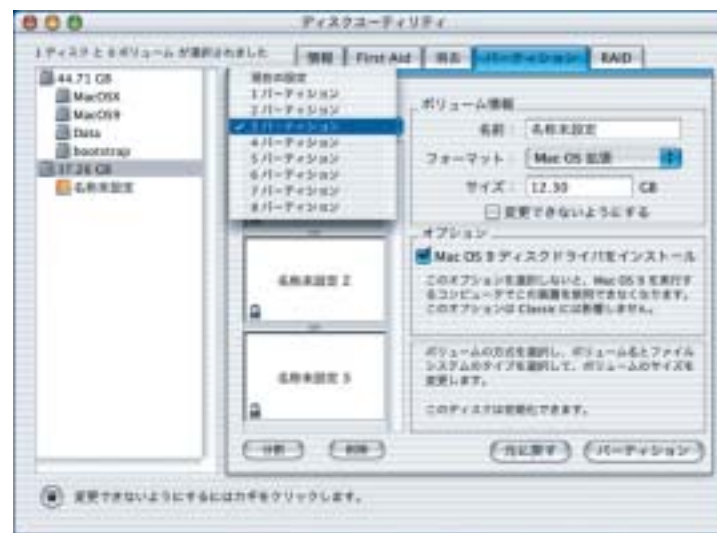 ディスクユーティリティ
1 ディスク と 0 ボリューム が選択されました
情報
First Aid
消去
パーティション
RAID
44.71 GB
MacOSX
MacOS9
Data
bootstrap
37.26 GB
名称未設定
現在の設定
1 パーティション
2 パーティション
3 パーティション
4 パーティション
5 パーティション
6 パーティション
7 パーティション
8 パーティション
名称未設定 2
名称未設定 3
分割
削除
ボリューム情報
名前： 名称未設定
フォーマット： Mac OS 拡張
サイズ： 12.30 GB
変更できないようにする
オプション
Mac OS 9 ディスクドライバをインストール
このオプションを選択しないと、Mac OS 9 を実行す
るコンピュータでこの装置を使用できなくなります。
このオプションは Classic には影響しません。
ボリュームの方式を選択し、ボリューム名とファイル
システムのタイプを選択して、ボリュームのサイズを
変更します。
このディスクは初期化できます。
元に戻す
パーティション
変更できないようにするにはカギをクリックします。